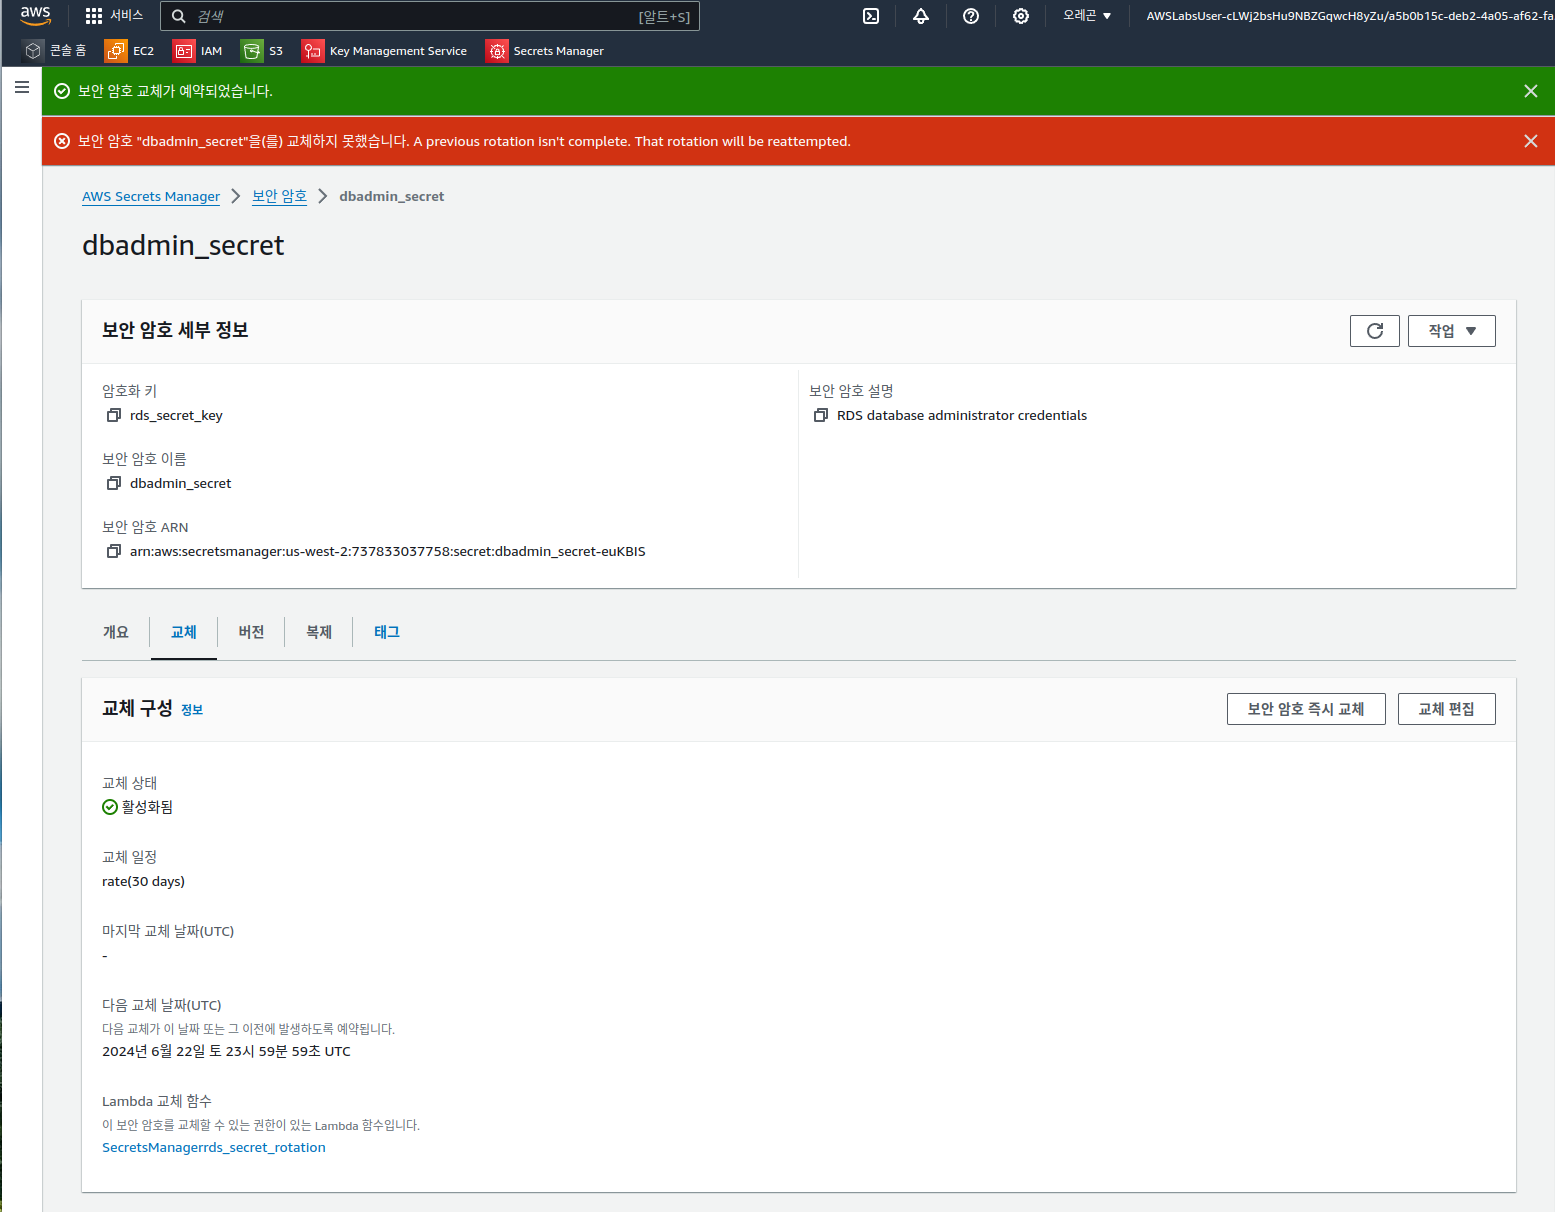 aws
서비스
검색
[알트+S]
오레곤
AWSLabsUser-cLWj2bsHu9NBZGqwcH8yZu/a5b0b15c-deb2-4a05-af62-fa
콘솔 홈
EC2
IAM
S3
Key Management Service
Secrets Manager
보안 암호 교체가 예약되었습니다.
보안 암호 "dbadmin_secret"을(를) 교체하지 못했습니다. A previous rotation isn't complete. That rotation will be reattempted.
AWS Secrets Manager
보안 암호
dbadmin_secret
dbadmin_secret
보안 암호 세부 정보
작업
암호화 키
rds_secret_key
보안 암호 이름
dbadmin_secret
보안 암호 ARN
arn:aws:secretsmanager:us-west-2:737833037758:secret:dbadmin_secret-euKBIS
보안 암호 설명
RDS database administrator credentials
개요
교체
버전
복제
태그
교체 구성 정보
보안 암호 즉시 교체
교체 편집
교체 상태
활성화됨
교체 일정
rate(30 days)
마지막 교체 날짜(UTC)
-
다음 교체 날짜(UTC)
다음 교체가 이 날짜 또는 그 이전에 발생하도록 예약됩니다.
2024년 6월 22일 토 23시 59분 59초 UTC
Lambda 교체 함수
이 보안 암호를 교체할 수 있는 권한이 있는 Lambda 함수입니다.
SecretsManagerrds_secret_rotation